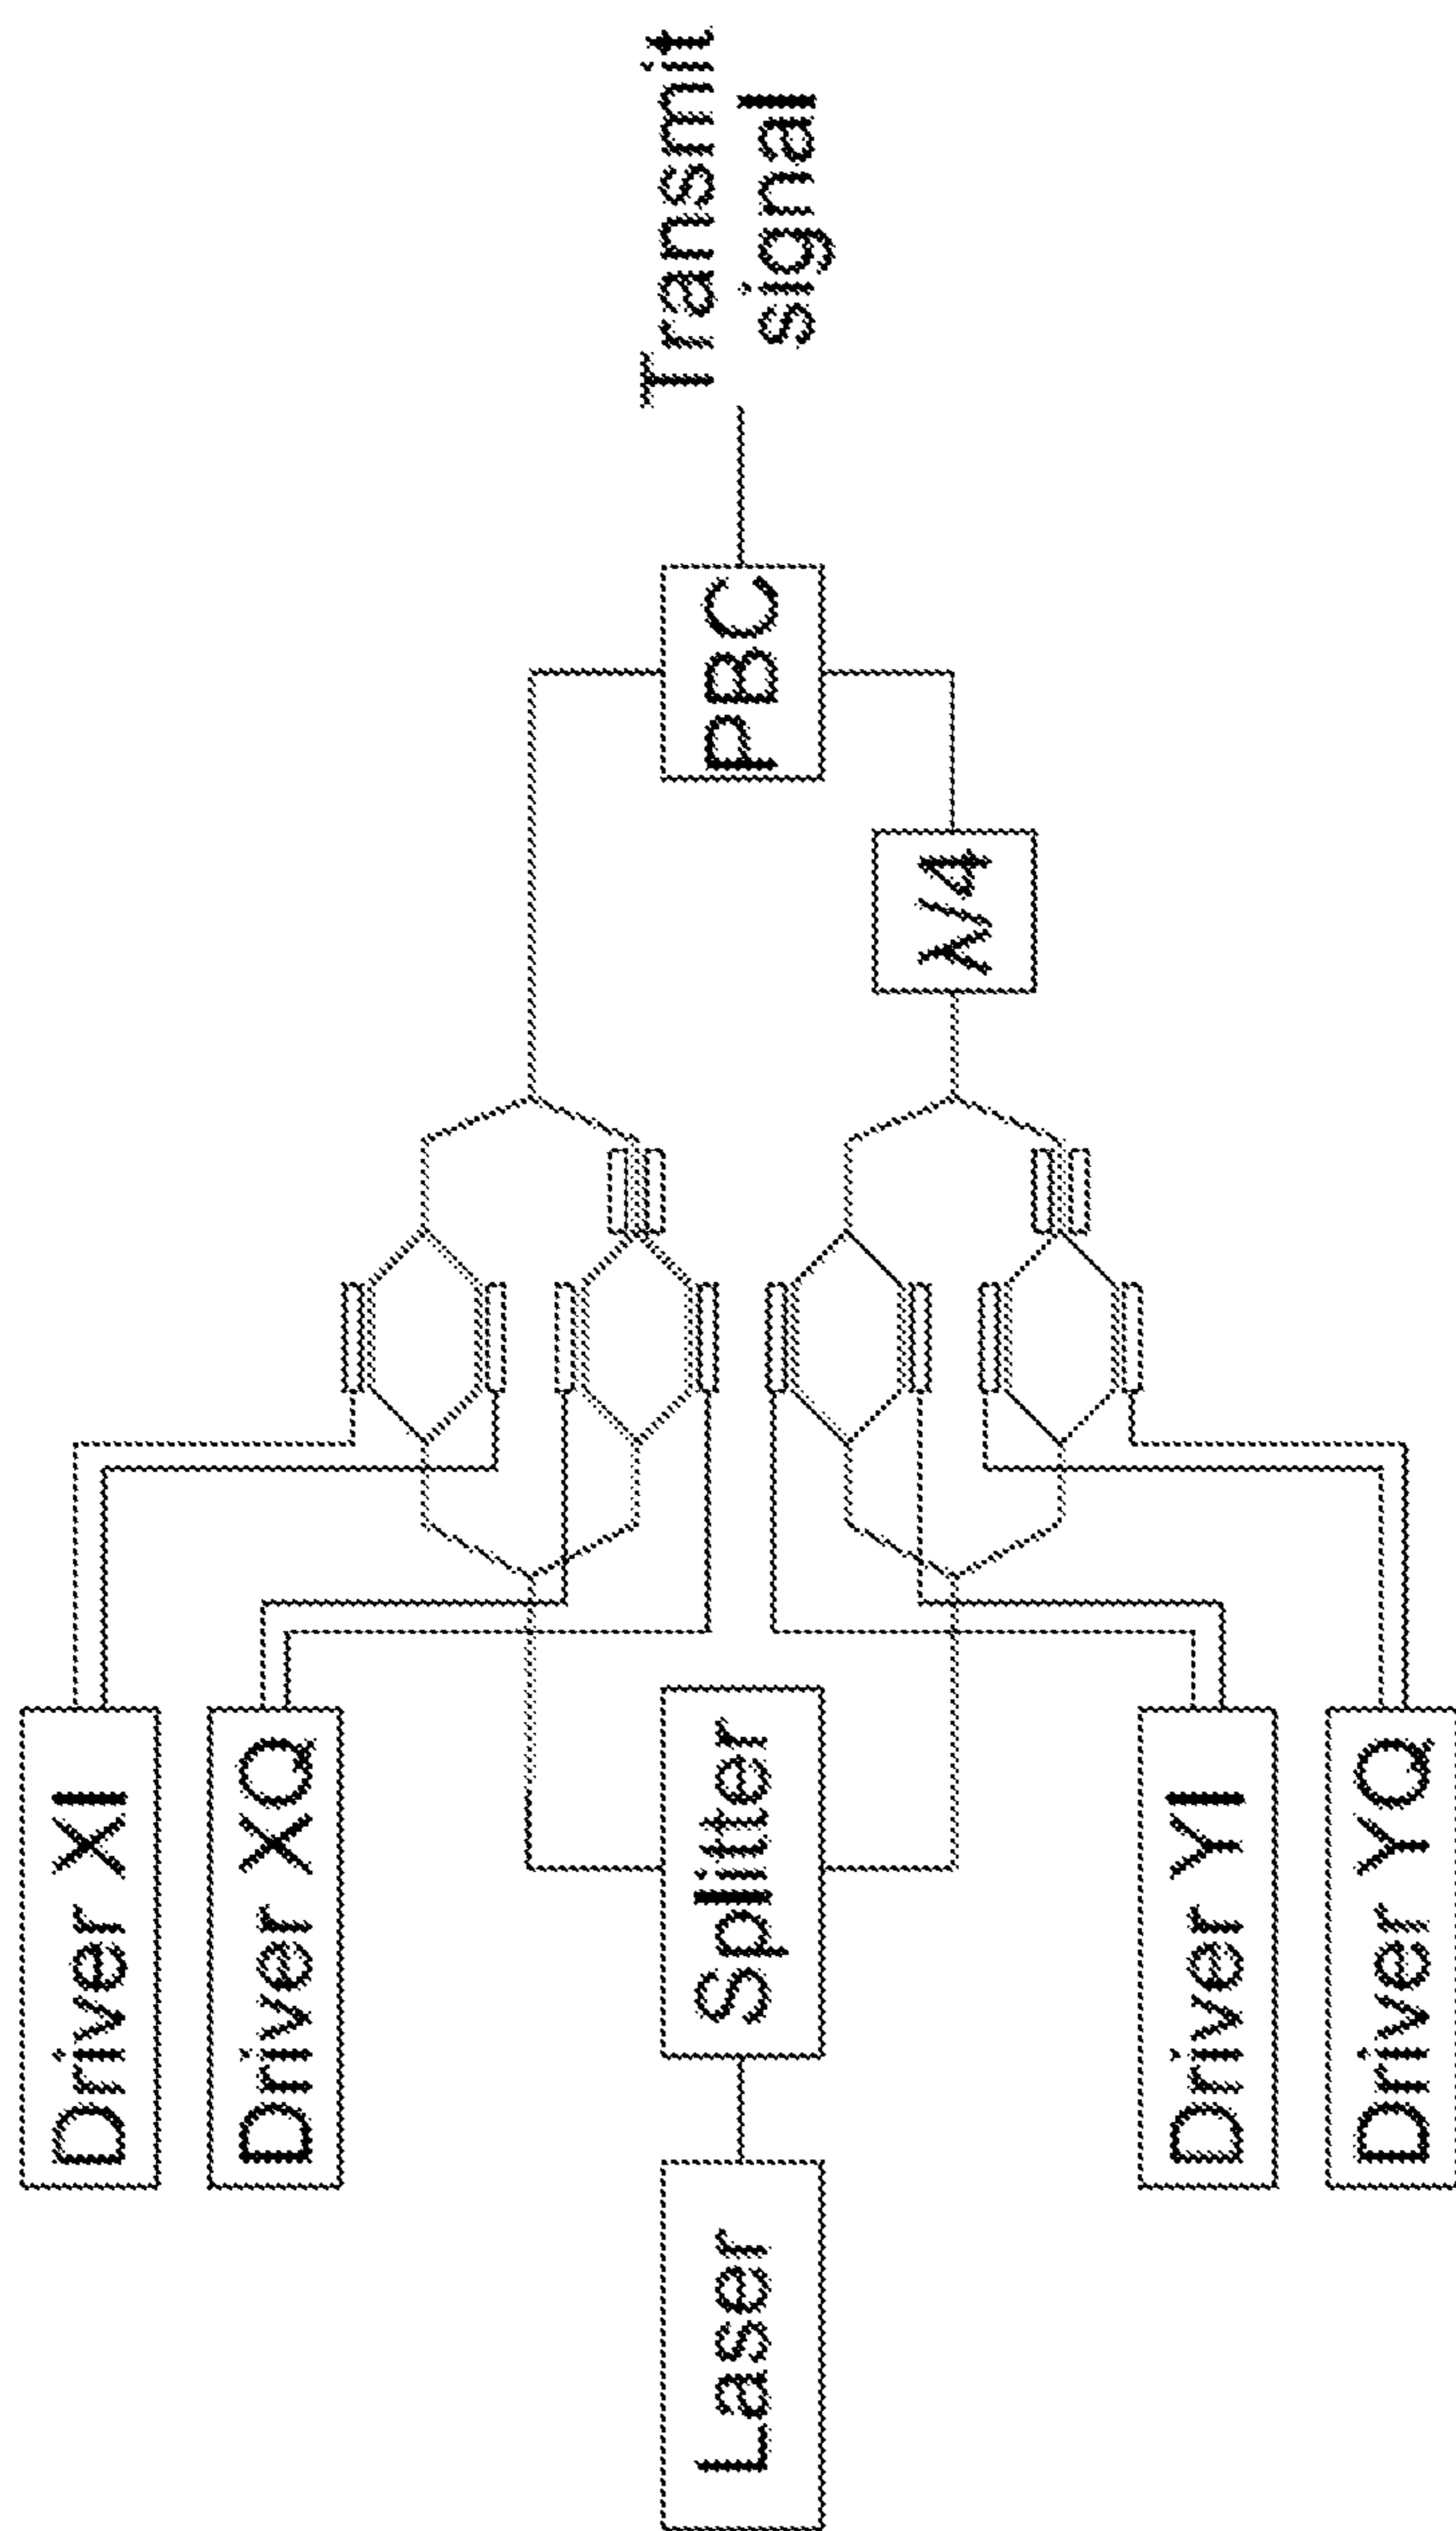 Driver XI
Driver XQ
Laser
Splitter
PBC
Transmit
signal
λ/4
Driver YI
Driver YQ